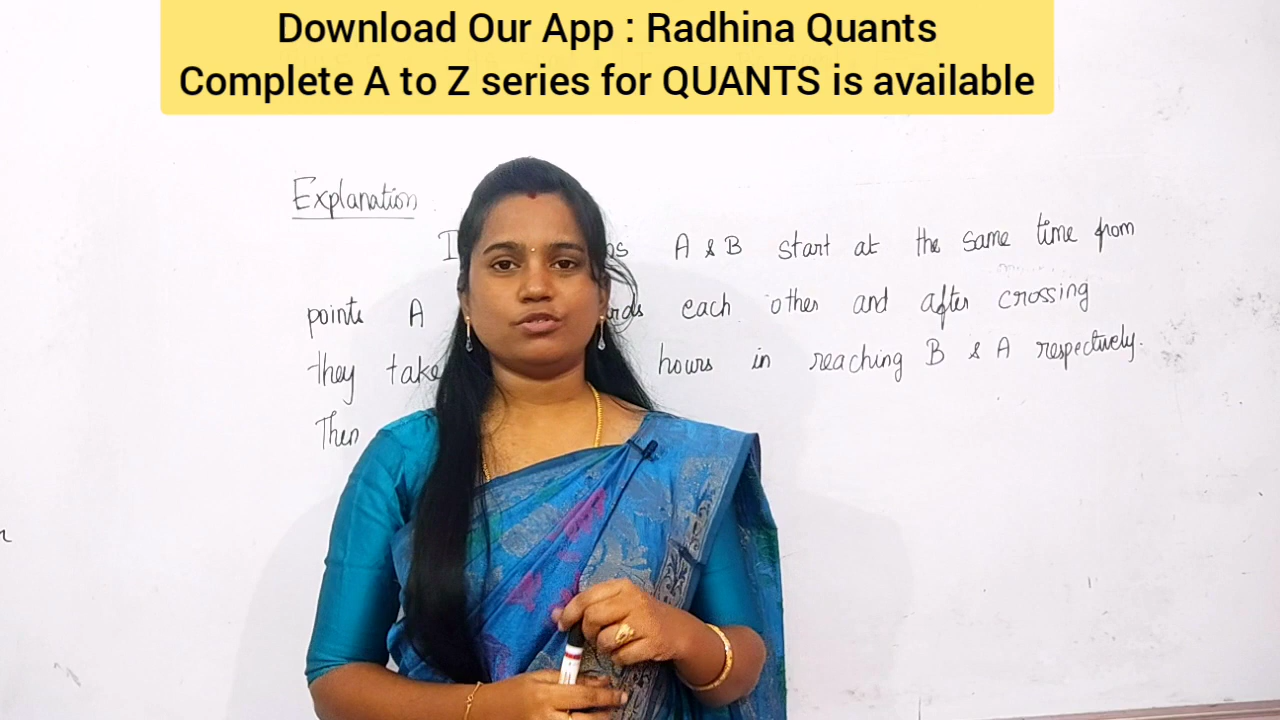 Download Our App : Radhina Quants
Complete A to Z series for QUANTS is available
Explanation
A & B start at the same time from
points A each other and after crossing
they take hours in reaching B & A respectively.
Then